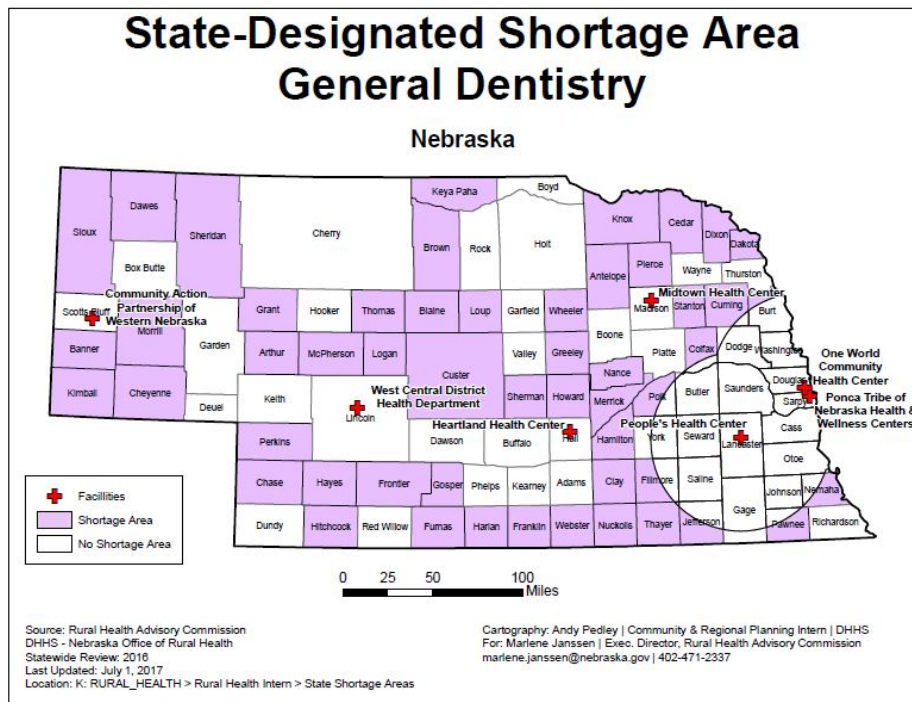 State-Designated Shortage Area
General Dentistry
Nebraska
Keya Paha
Boyd
Dawes
Sioux
Sheridan
Cherry
Brown
Rock
Holt
Knox
Cedar
Dixon
Dakota
Box Butte
Antelope
Pierce
Wayne
Thurston
Community Action
Partnership of
Western Nebraska
Scotts Bluff
Morrill
Garden
Grant
Hooker
Thomas
Blaine
Loup
Garfield
Wheeler
Midtown Health Center
Madison
Stanton
Cuming
Burt
Banner
Arthur
McPherson
Logan
Custer
Valley
Greeley
Boone
Platte
Colfax
Dodge
Washington
Kimball
Cheyenne
Deuel
Keith
Lincoln
West Central District
Health Department
Sherman
Howard
Nance
Merrick
Polk
Butler
Saunders
Douglas
Sarpy
One World
Community
Health Center
Ponca Tribe of
Nebraska Health &
Wellness Centers
Perkins
Dawson
Buffalo
Heartland Health Center
Hall
Hamilton
York
Seward
People's Health Center
Lancaster
Cass
Otoe
Chase
Hayes
Frontier
Gosper
Phelps
Kearney
Adams
Clay
Fillmore
Saline
Gage
Johnson
Nemaha
Dundy
Hitchcock
Red Willow
Furnas
Harlan
Franklin
Webster
Nuckolls
Thayer
Jefferson
Pawnee
Richardson
Facillities
Shortage Area
No Shortage Area
0 25 50 100
Miles
Source: Rural Health Advisory Commission
DHHS - Nebraska Office of Rural Health
Statewide Review: 2016
Last Updated: July 1, 2017
Location: K: RURAL_HEALTH > Rural Health Intern > State Shortage Areas
Cartography: Andy Pedley | Community & Regional Planning Intern | DHHS
For: Marlene Janssen | Exec. Director, Rural Health Advisory Commission
marlene.janssen@nebraska.gov | 402-471-2337